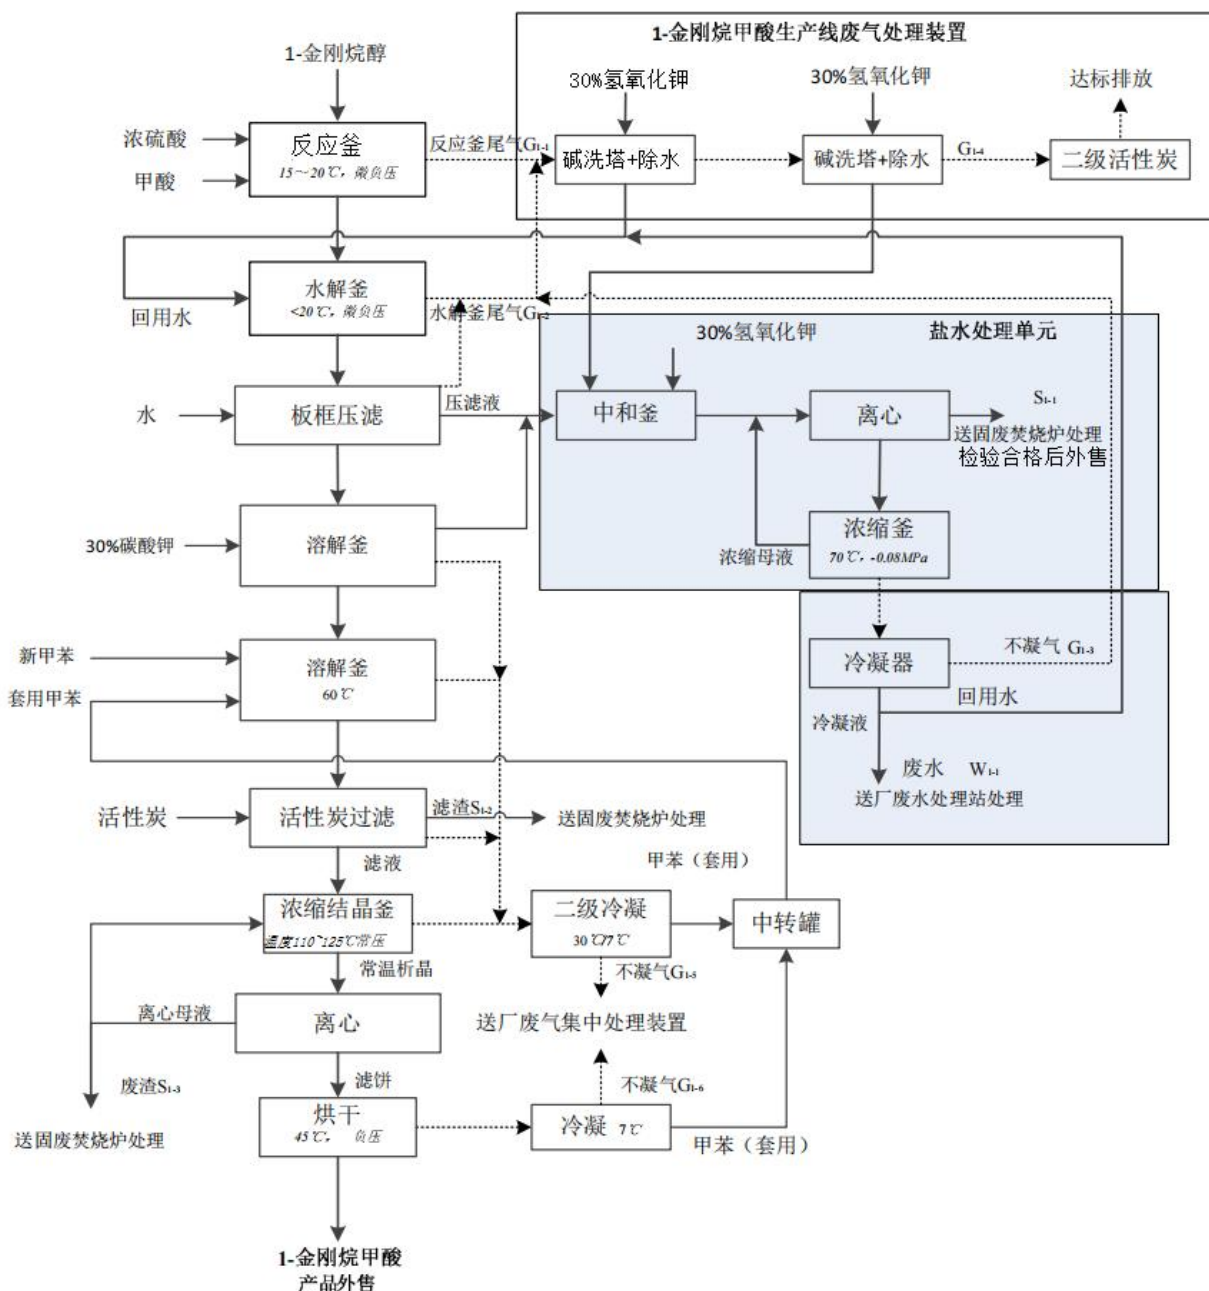 1-金刚烷甲酸生产线废气处理装置
1-金刚烷醇
30%氢氧化钾
30%氢氧化钾
达标排放
浓硫酸
反应釜
15～20℃，微负压
甲酸
反应釜尾气G1-1
碱洗塔+除水
碱洗塔+除水
G1-4
二级活性炭
水解釜
<20℃，微负压
回用水
水解釜尾气G1-2
30%氢氧化钾
盐水处理单元
水
板框压滤
压滤液
中和釜
离心
S1-1
送固废焚烧炉处理
检验合格后外售
30%碳酸钾
溶解釜
浓缩釜
70℃，-0.08MPa
浓缩母液
新甲苯
套用甲苯
溶解釜
60℃
冷凝器
不凝气 G1-3
回用水
冷凝液
废水 W1-1
送厂废水处理站处理
活性炭
活性炭过滤
滤渣S1-2
送固废焚烧炉处理
滤液
甲苯（套用）
浓缩结晶釜
温度110~125℃常压
二级冷凝
30℃/7℃
中转罐
常温析晶
不凝气G1-5
离心母液
离心
送厂废气集中处理装置
滤饼
不凝气G1-6
废渣S1-3
送固废焚烧炉处理
烘干
45℃， 负压
冷凝 7℃
甲苯（套用）
1-金刚烷甲酸
产品外售